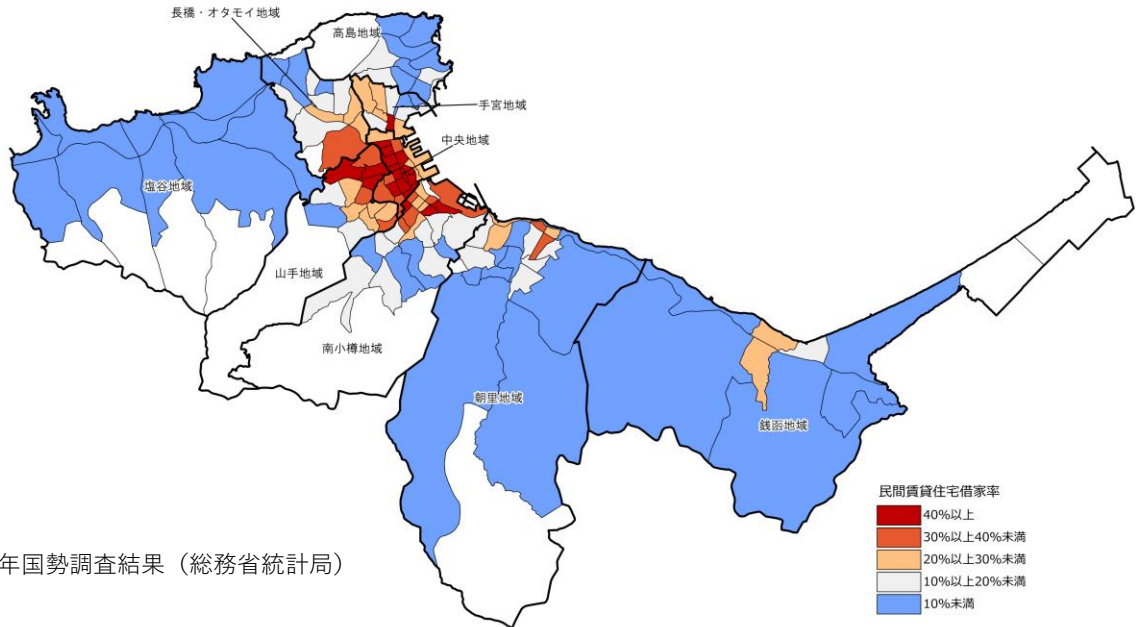 長橋・オタモイ地域
高島地域
手宮地域
中央地域
塩谷地域
山手地域
南小樽地域
朝里地域
銭函地域
民間賃貸住宅借家率
40%以上
30%以上40%未満
20%以上30%未満
10%以上20%未満
10%未満
年国勢調査結果（総務省統計局）